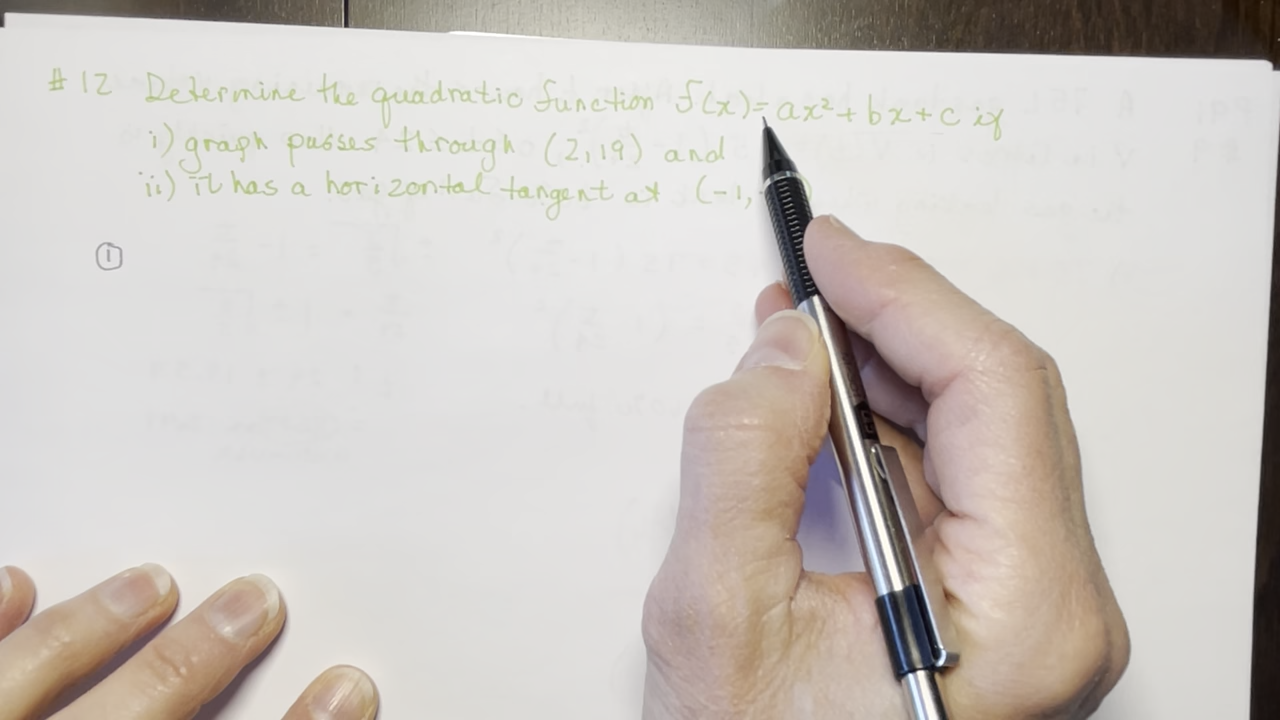 #12 Determine the quadratic function f(x)=ax²+bx+c if
i) graph passes through (2,19) and
ii) it has a horizontal tangent at (-1,
①